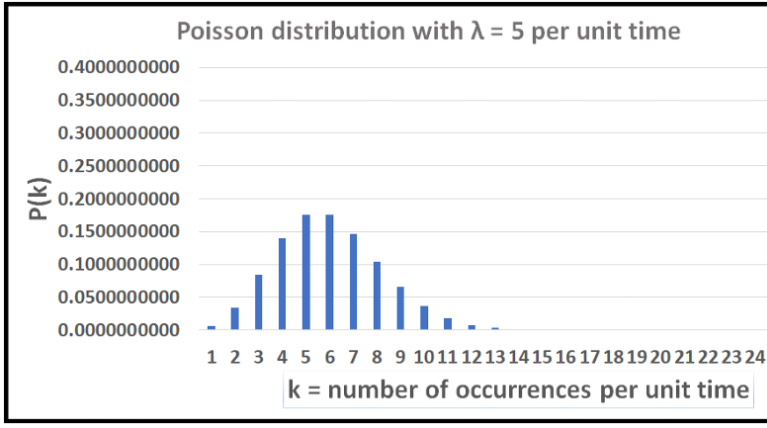 Poisson distribution with λ = 5 per unit time
0.4000000000
0.3500000000
0.3000000000
0.2500000000
0.2000000000
0.1500000000
0.1000000000
0.0500000000
0.0000000000
P(k)
1 2 3 4 5 6 7 8 9 10 11 12 13 14 15 16 17 18 19 20 21 22 23 24
k = number of occurrences per unit time